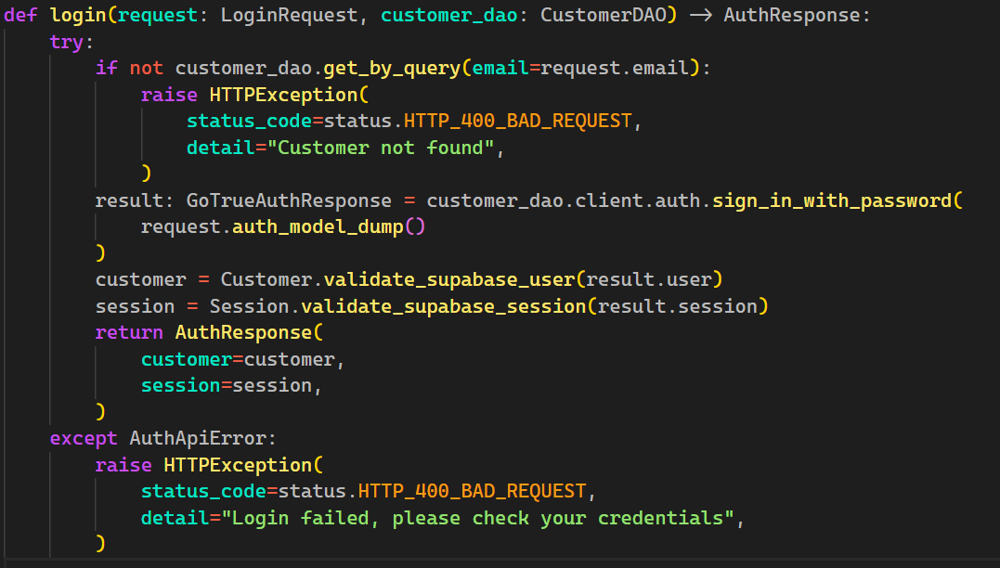 def login(request: LoginRequest, customer_dao: CustomerDAO) -> AuthResponse:
    try:
        if not customer_dao.get_by_query(email=request.email):
            raise HTTPException(
                status_code=status.HTTP_400_BAD_REQUEST,
                detail="Customer not found",
            )
        result: GoTrueAuthResponse = customer_dao.client.auth.sign_in_with_password(
            request.auth_model_dump()
        )
        customer = Customer.validate_supabase_user(result.user)
        session = Session.validate_supabase_session(result.session)
        return AuthResponse(
            customer=customer,
            session=session,
        )
    except AuthApiError:
        raise HTTPException(
            status_code=status.HTTP_400_BAD_REQUEST,
            detail="Login failed, please check your credentials",
        )